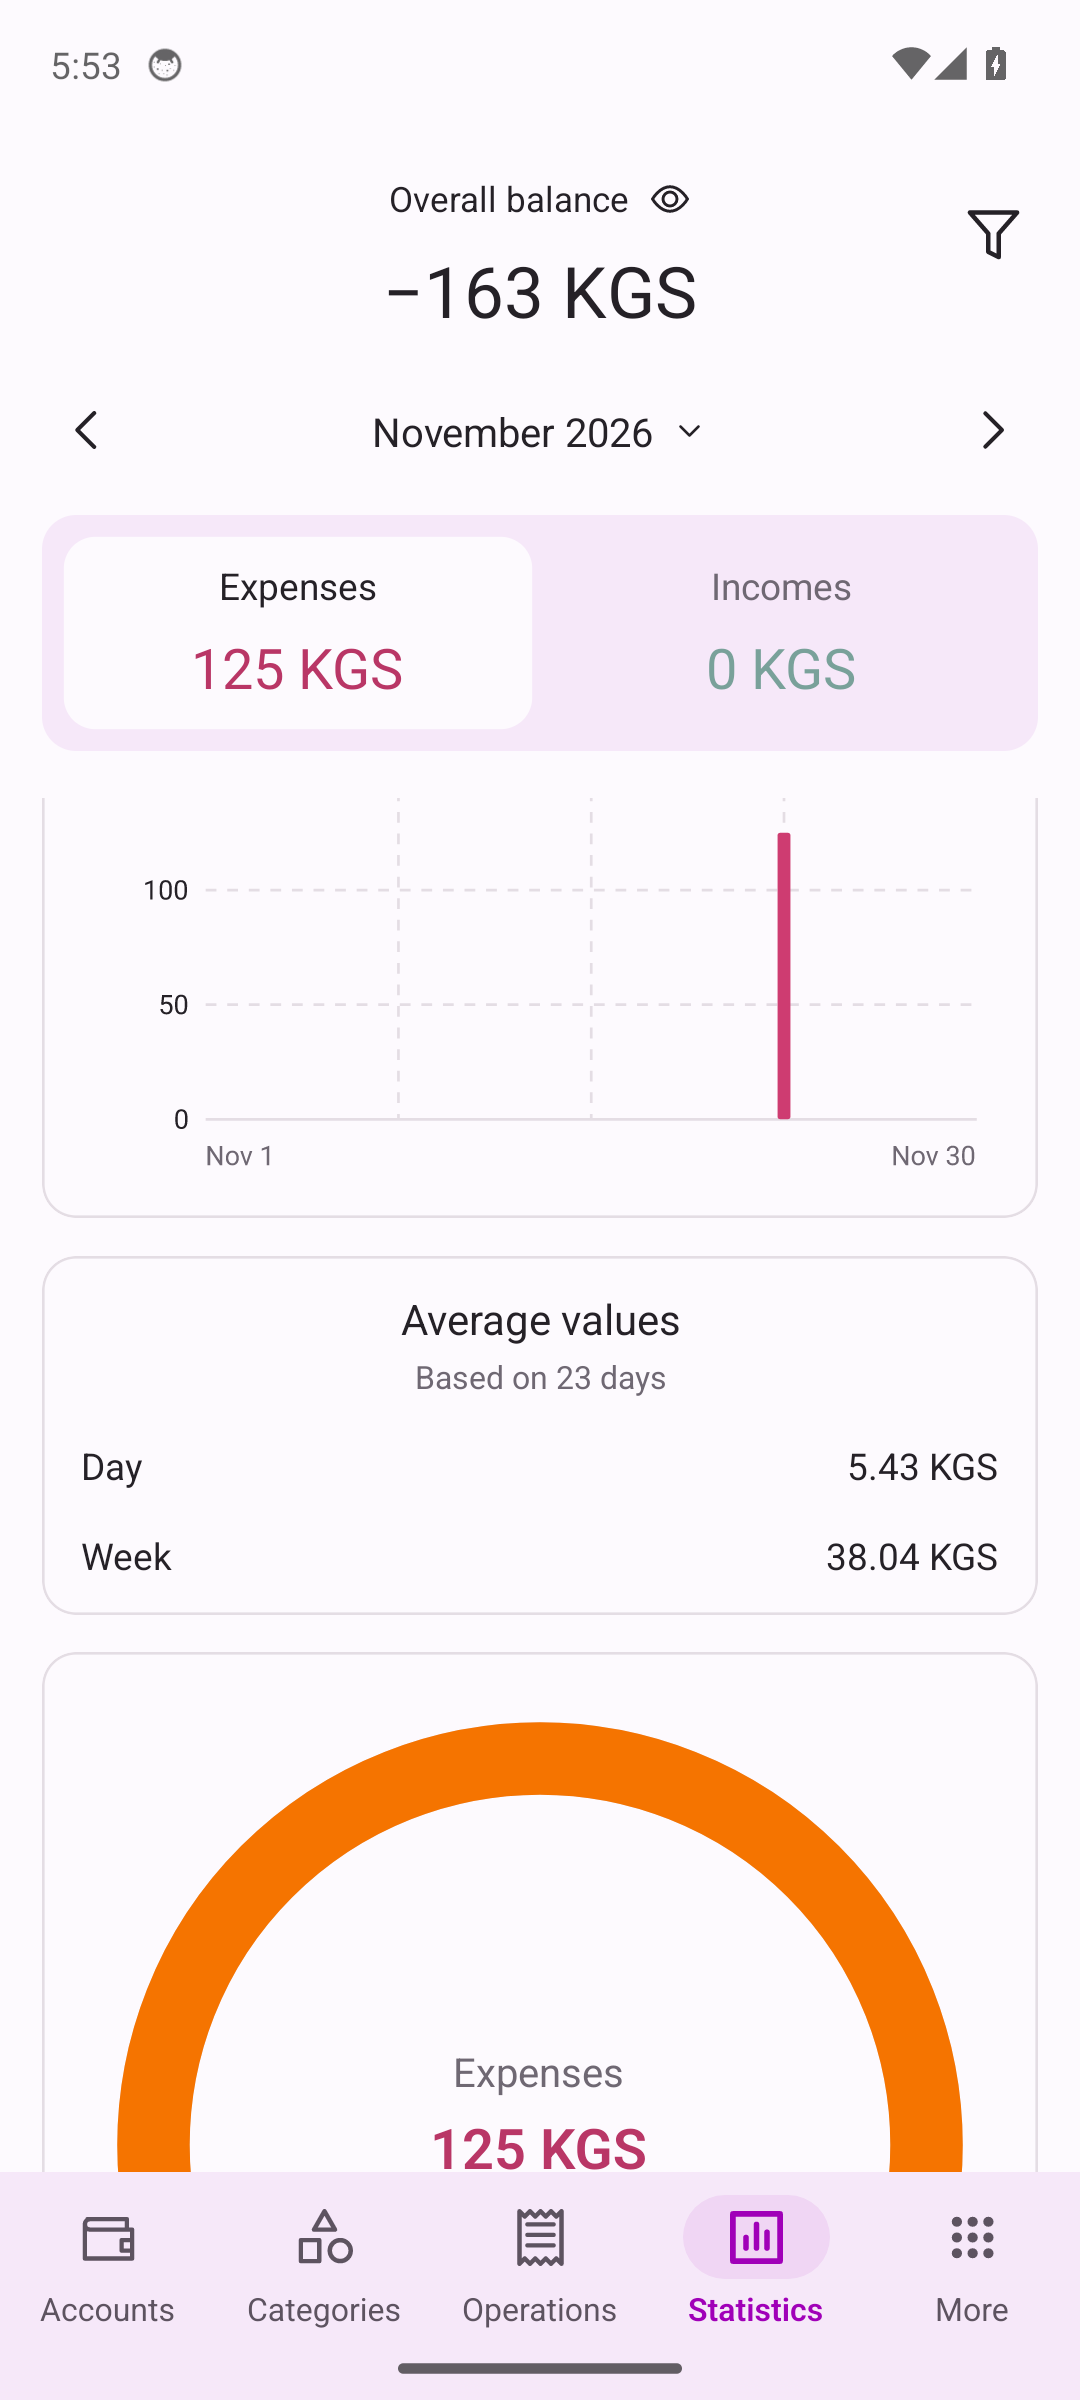 5:53
Overall balance
−163 KGS
November 2026
Expenses
125 KGS
Incomes
0 KGS
100
50
0
Nov 1
Nov 30
Average values
Based on 23 days
Day
5.43 KGS
Week
38.04 KGS
Expenses
125 KGS
Accounts
Categories
Operations
Statistics
More